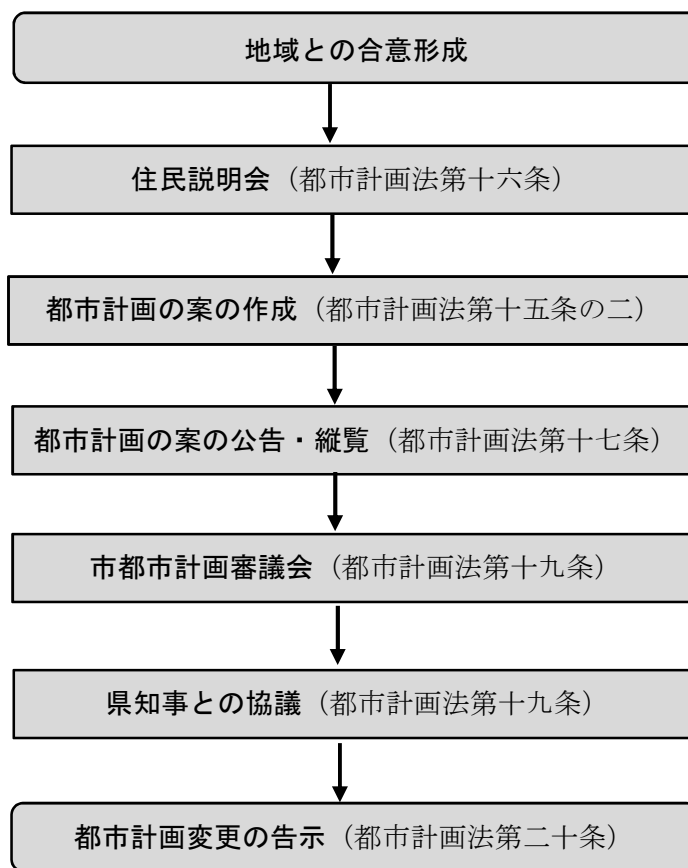 地域との合意形成
住民説明会（都市計画法第十六条）
都市計画の案の作成（都市計画法第十五条の二）
都市計画の案の公告・縦覧（都市計画法第十七条）
市都市計画審議会（都市計画法第十九条）
県知事との協議（都市計画法第十九条）
都市計画変更の告示（都市計画法第二十条）